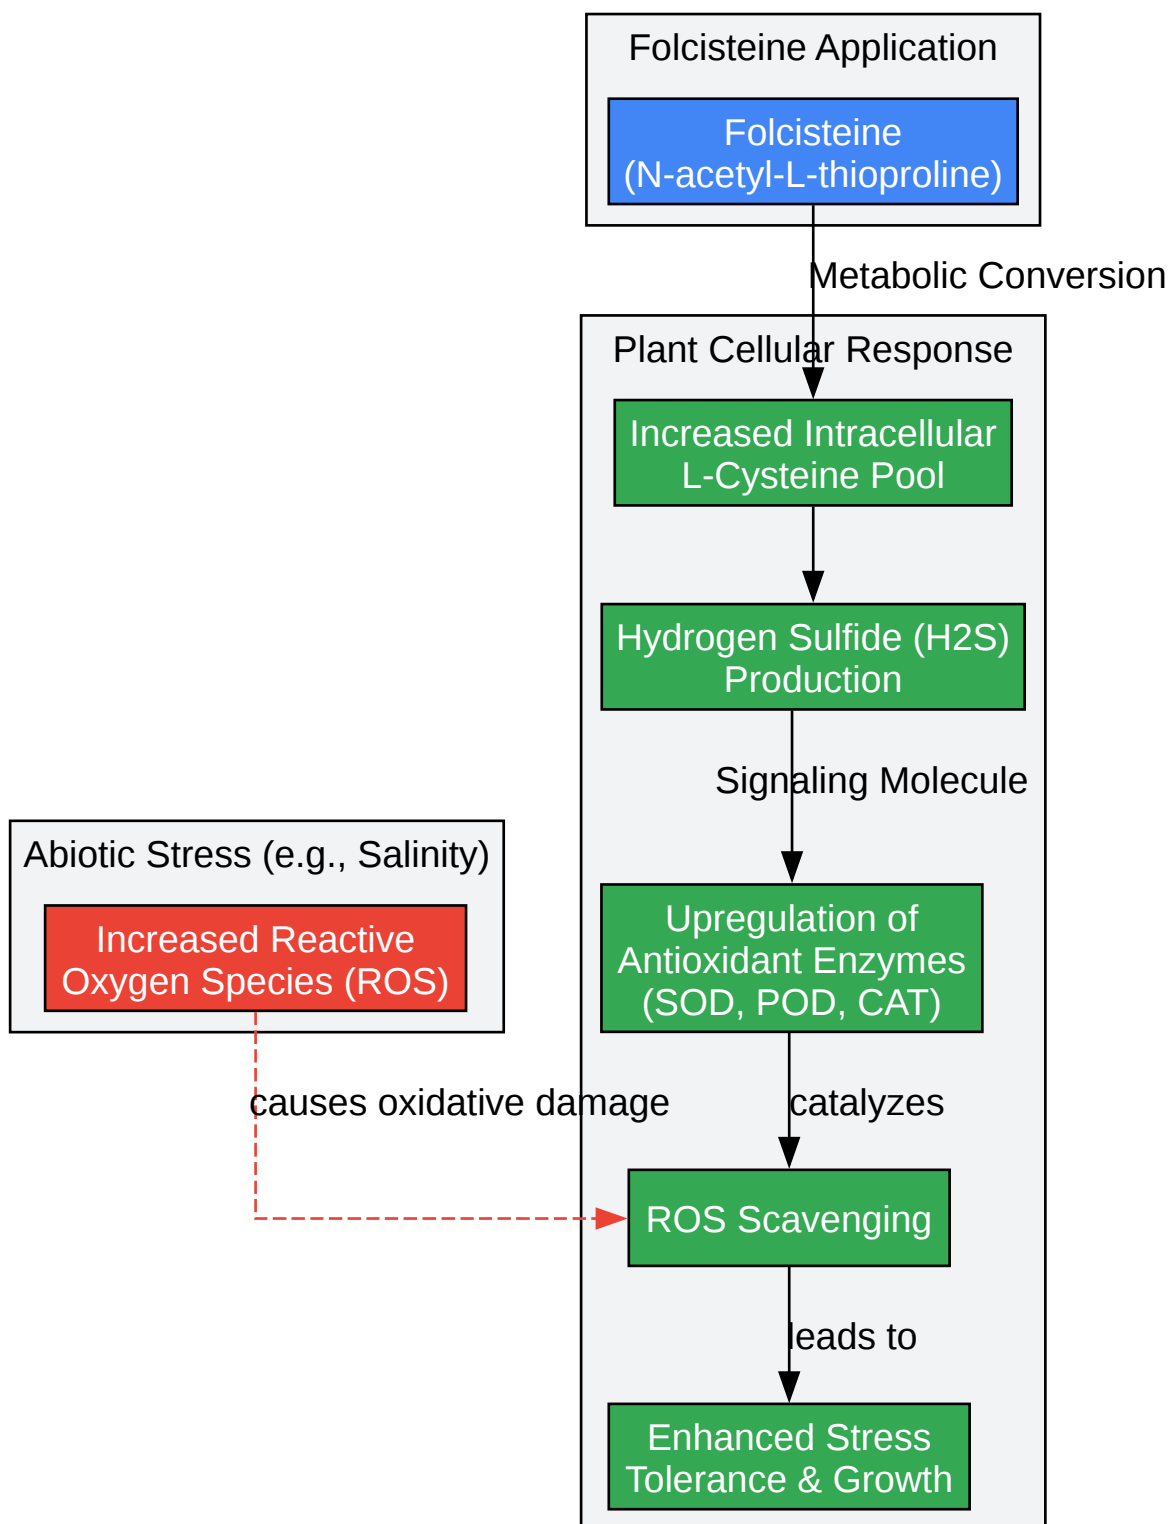 Folcisteine Application
Folcisteine
(N-acetyl-L-thioproline)
Metabolic Conversion
Plant Cellular Response
Increased Intracellular
L-Cysteine Pool
Hydrogen Sulfide (H2S)
Production
Signaling Molecule
Abiotic Stress (e.g., Salinity)
Increased Reactive
Oxygen Species (ROS)
Upregulation of
Antioxidant Enzymes
(SOD, POD, CAT)
causes oxidative damage
catalyzes
ROS Scavenging
leads to
Enhanced Stress
Tolerance & Growth